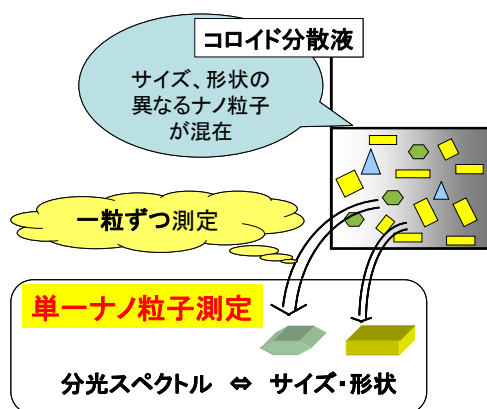 コロイド分散液
サイズ、形状の
異なるナノ粒子
が混在
一粒ずつ測定
単一ナノ粒子測定
分光スペクトル ⇔ サイズ・形状